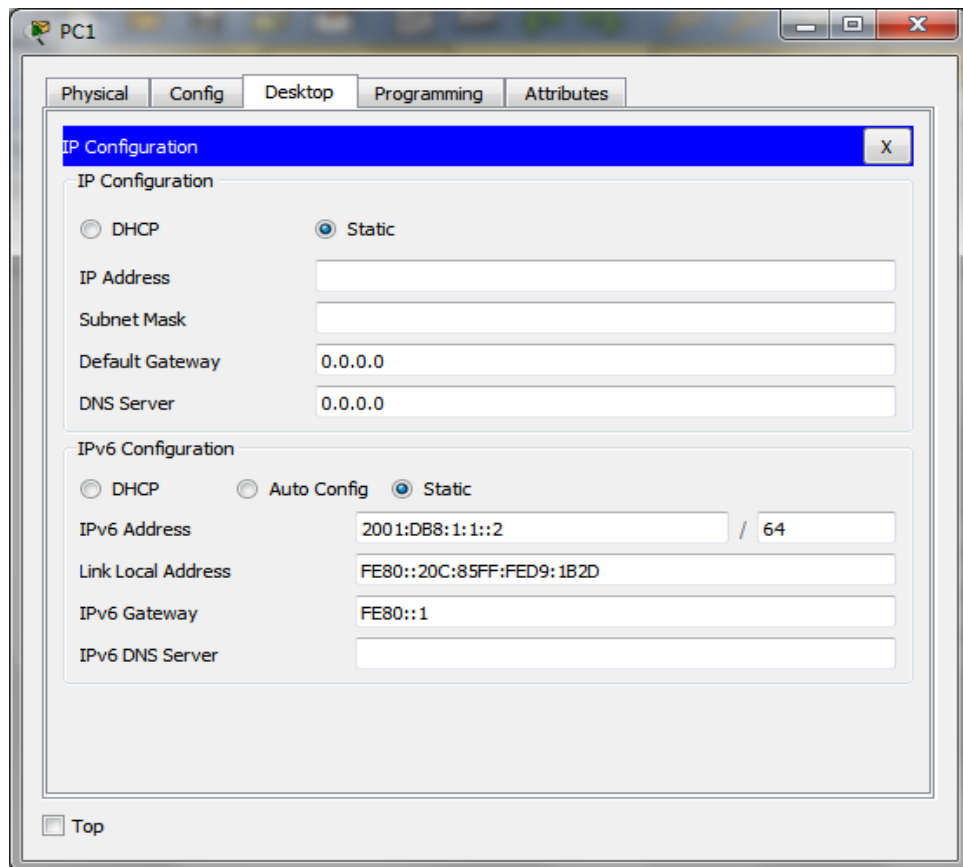 PC1
Physical Config Desktop Programming Attributes
IP Configuration X
IP Configuration
DHCP Static
IP Address
Subnet Mask
Default Gateway 0.0.0.0
DNS Server 0.0.0.0
IPv6 Configuration
DHCP Auto Config Static
IPv6 Address 2001:DB8:1:1::2 / 64
Link Local Address FE80::20C:85FF:FED9:1B2D
IPv6 Gateway FE80::1
IPv6 DNS Server
Top